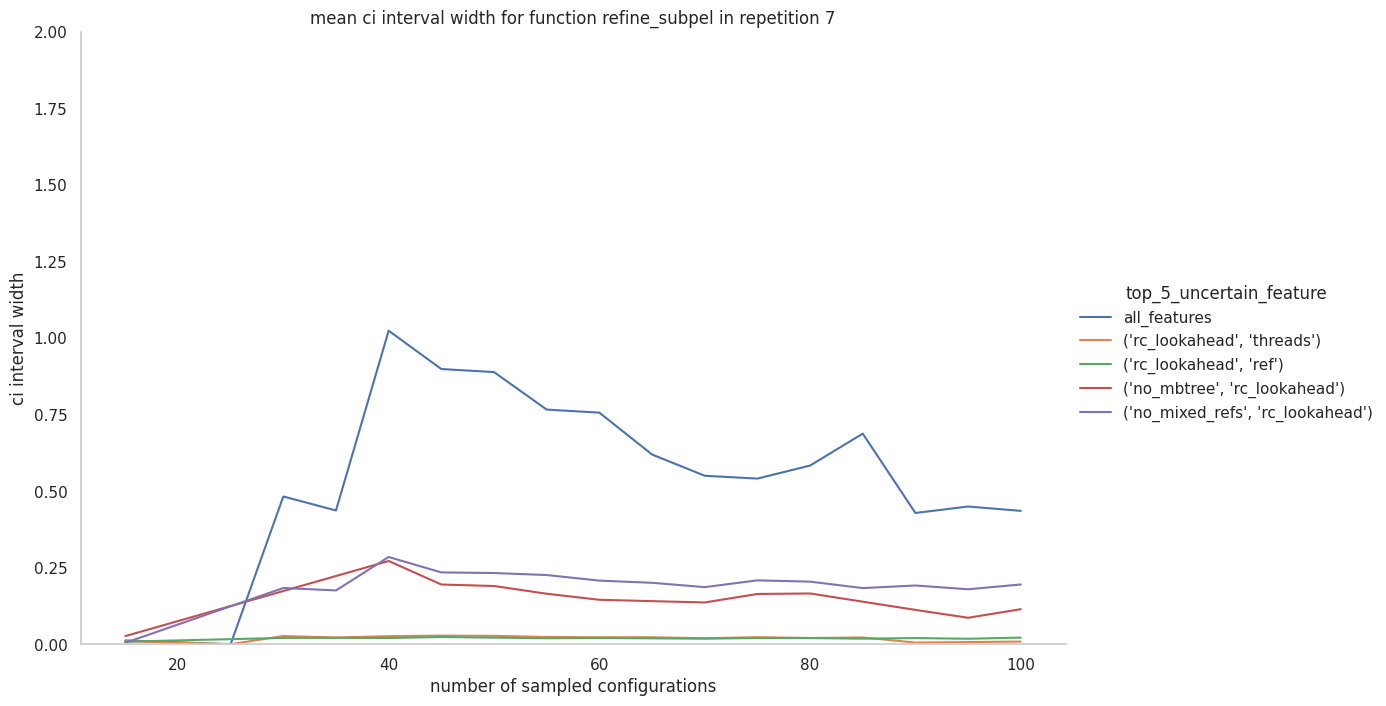 mean ci interval width for function refine_subpel in repetition 7
2.00
1.75
1.50
1.25
1.00
0.75
0.50
0.25
0.00
ci interval width
20
40
60
80
100
number of sampled configurations
top_5_uncertain_feature
all_features
('rc_lookahead', 'threads')
('rc_lookahead', 'ref')
('no_mbtree', 'rc_lookahead')
('no_mixed_refs', 'rc_lookahead')